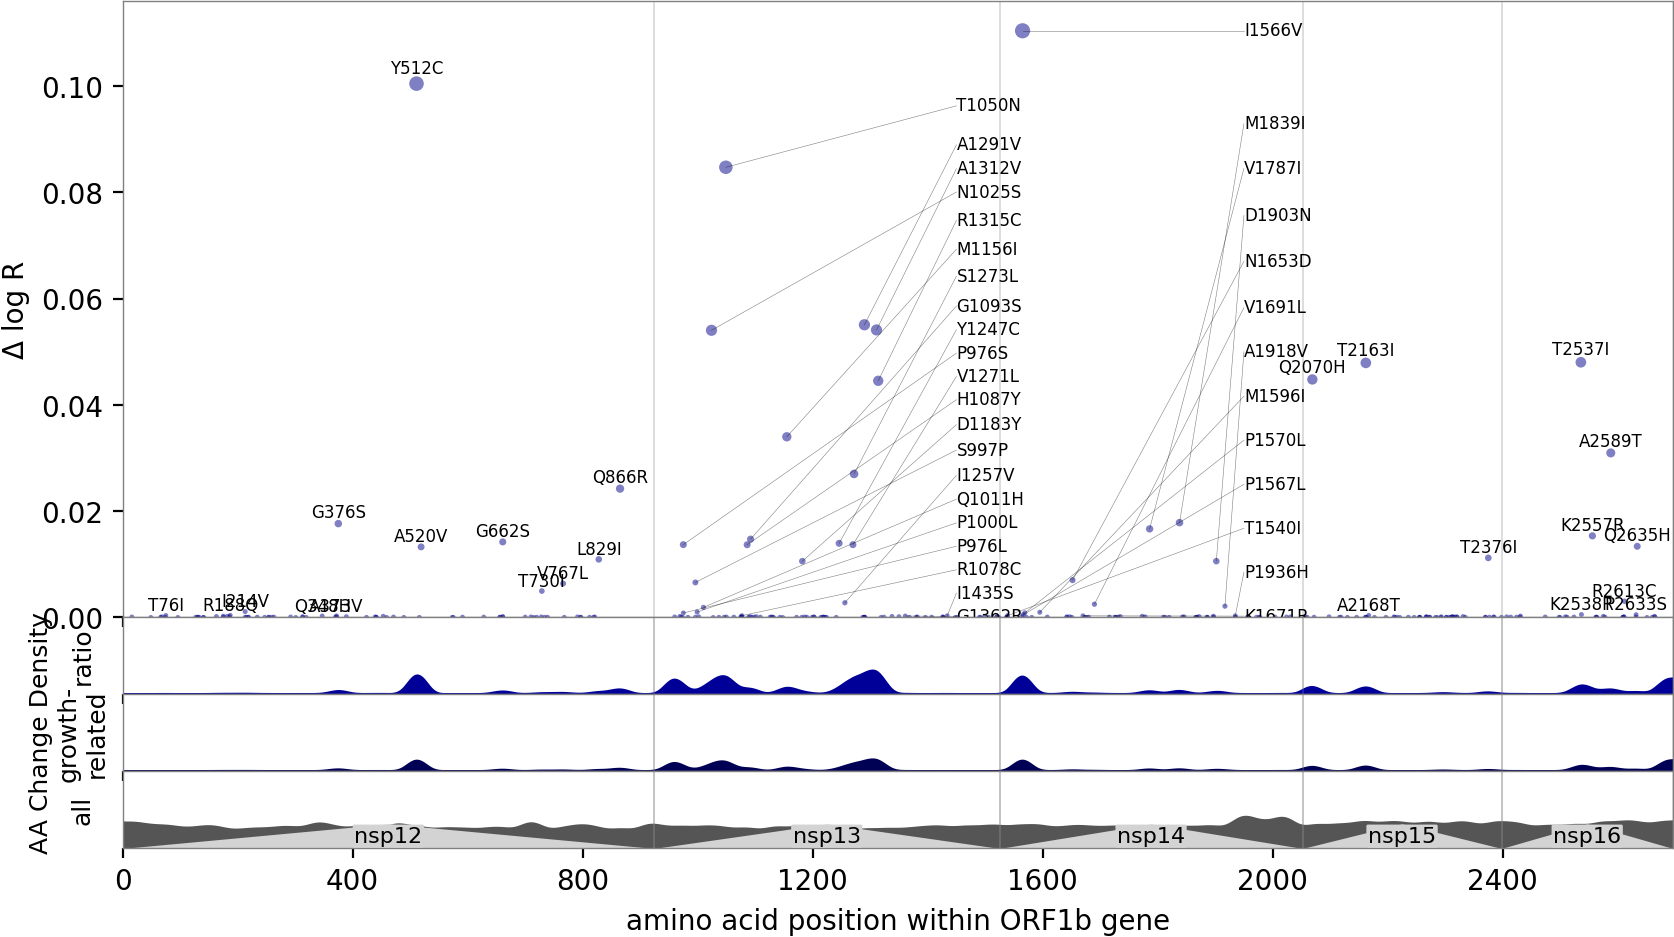 I1566V
Y512C
0.10
T1050N
M1839I
A1291V
A1312V
V1787I
0.08
N1025S
R1315C
D1903N
M1156I
N1653D
S1273L
0.06
G1093S
V1691L
Y1247C
Δ log R
P976S
A1918V
T2163I
T2537I
Q2070H
V1271L
0.04
H1087Y
M1596I
D1183Y
P1570L
A2589T
S997P
Q866R
I1257V
P1567L
Q1011H
0.02
G376S
P1000L
T1540I
K2557R
G662S
A520V
Q2635H
P976L
T2376I
L829I
R1078C
P1936H
V767L
T730I
R2613C
I1435S
I214V
T76I
R2633S
A2168T
0.00
K1671R
AA Change Density
ratio
growth-
related
all
nsp12
nsp13
nsp14
nsp15
nsp16
0
400
800
1200
1600
2000
2400
amino acid position within ORF1b gene